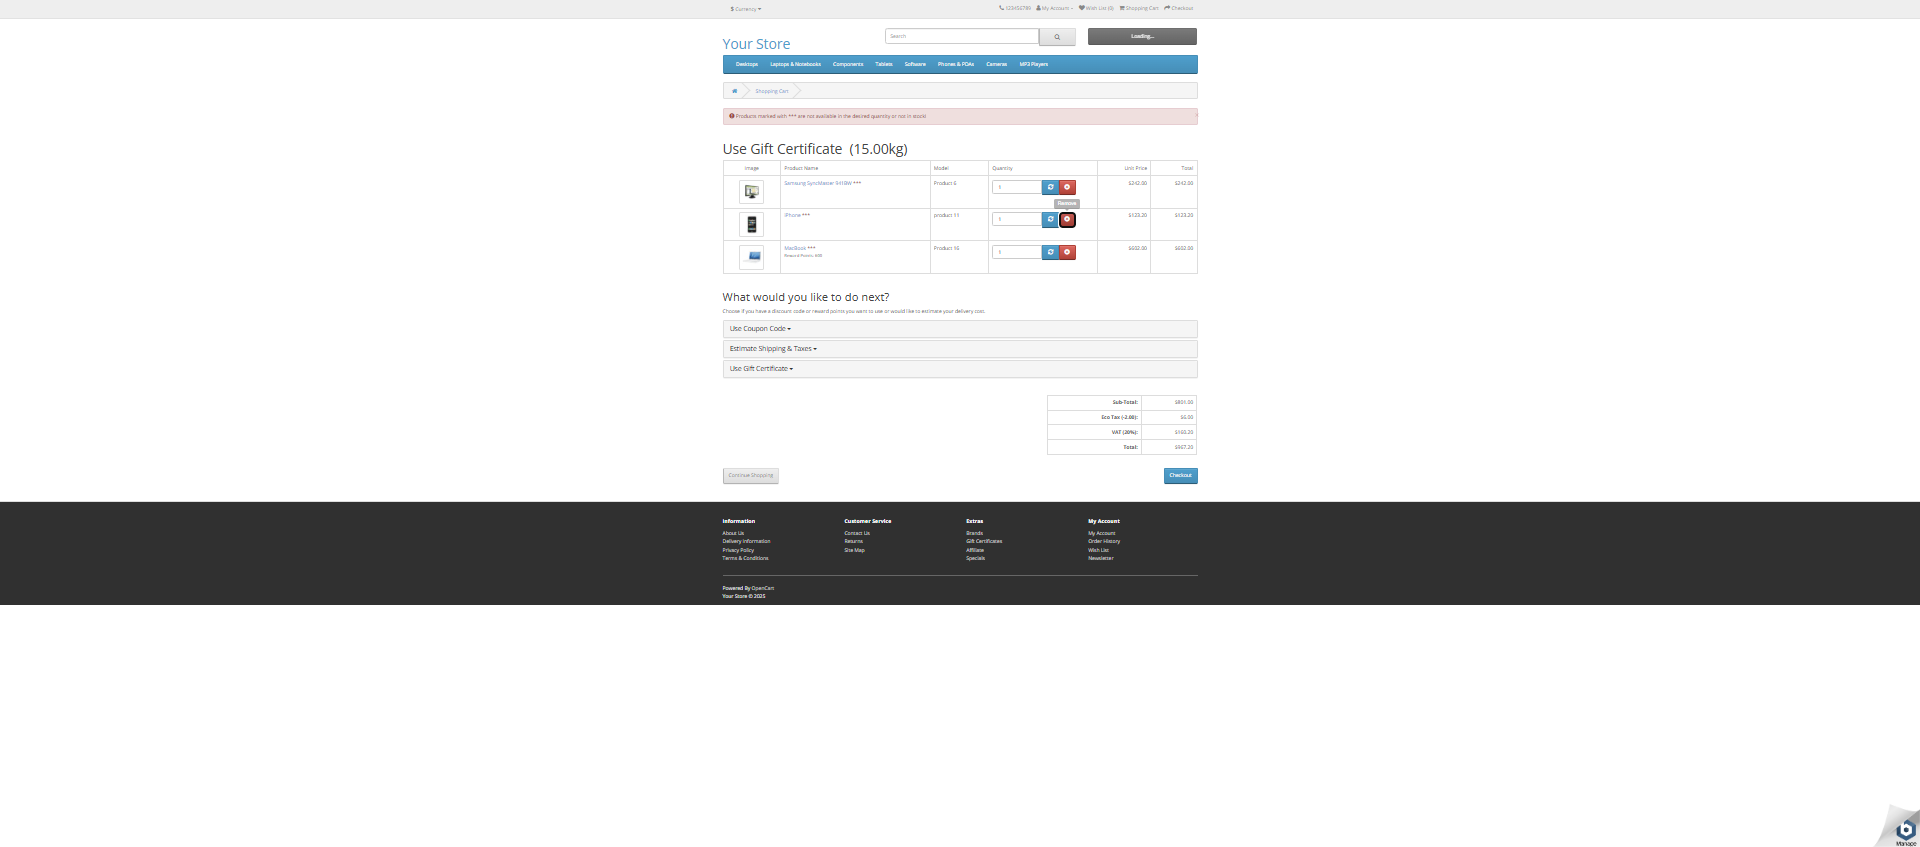 $ Currency
123456789 My Account Wish List (0) Shopping Cart Checkout
Your Store
Search
Loading...
Desktops Laptops & Notebooks Components Tablets Software Phones & PDAs Cameras MP3 Players
Shopping Cart
Products marked with *** are not available in the desired quantity or not in stock!
Use Gift Certificate (15.00kg)
Image Product Name Model Quantity Unit Price Total
Samsung SyncMaster 941BW *** Product 6 1 $242.00 $242.00
Remove
iPhone *** product 11 1 $123.20 $123.20
MacBook *** Product 16 1 $602.00 $602.00
Reward Points: 600
What would you like to do next?
Choose if you have a discount code or reward points you want to use or would like to estimate your delivery cost.
Use Coupon Code
Estimate Shipping & Taxes
Use Gift Certificate
Sub-Total: $801.00
Eco Tax (-2.00): $6.00
VAT (20%): $160.20
Total: $967.20
Continue Shopping Checkout
Information Customer Service Extras My Account
About Us Contact Us Brands My Account
Delivery Information Returns Gift Certificates Order History
Privacy Policy Site Map Affiliate Wish List
Terms & Conditions Specials Newsletter
Powered By OpenCart
Your Store © 2025
Manage